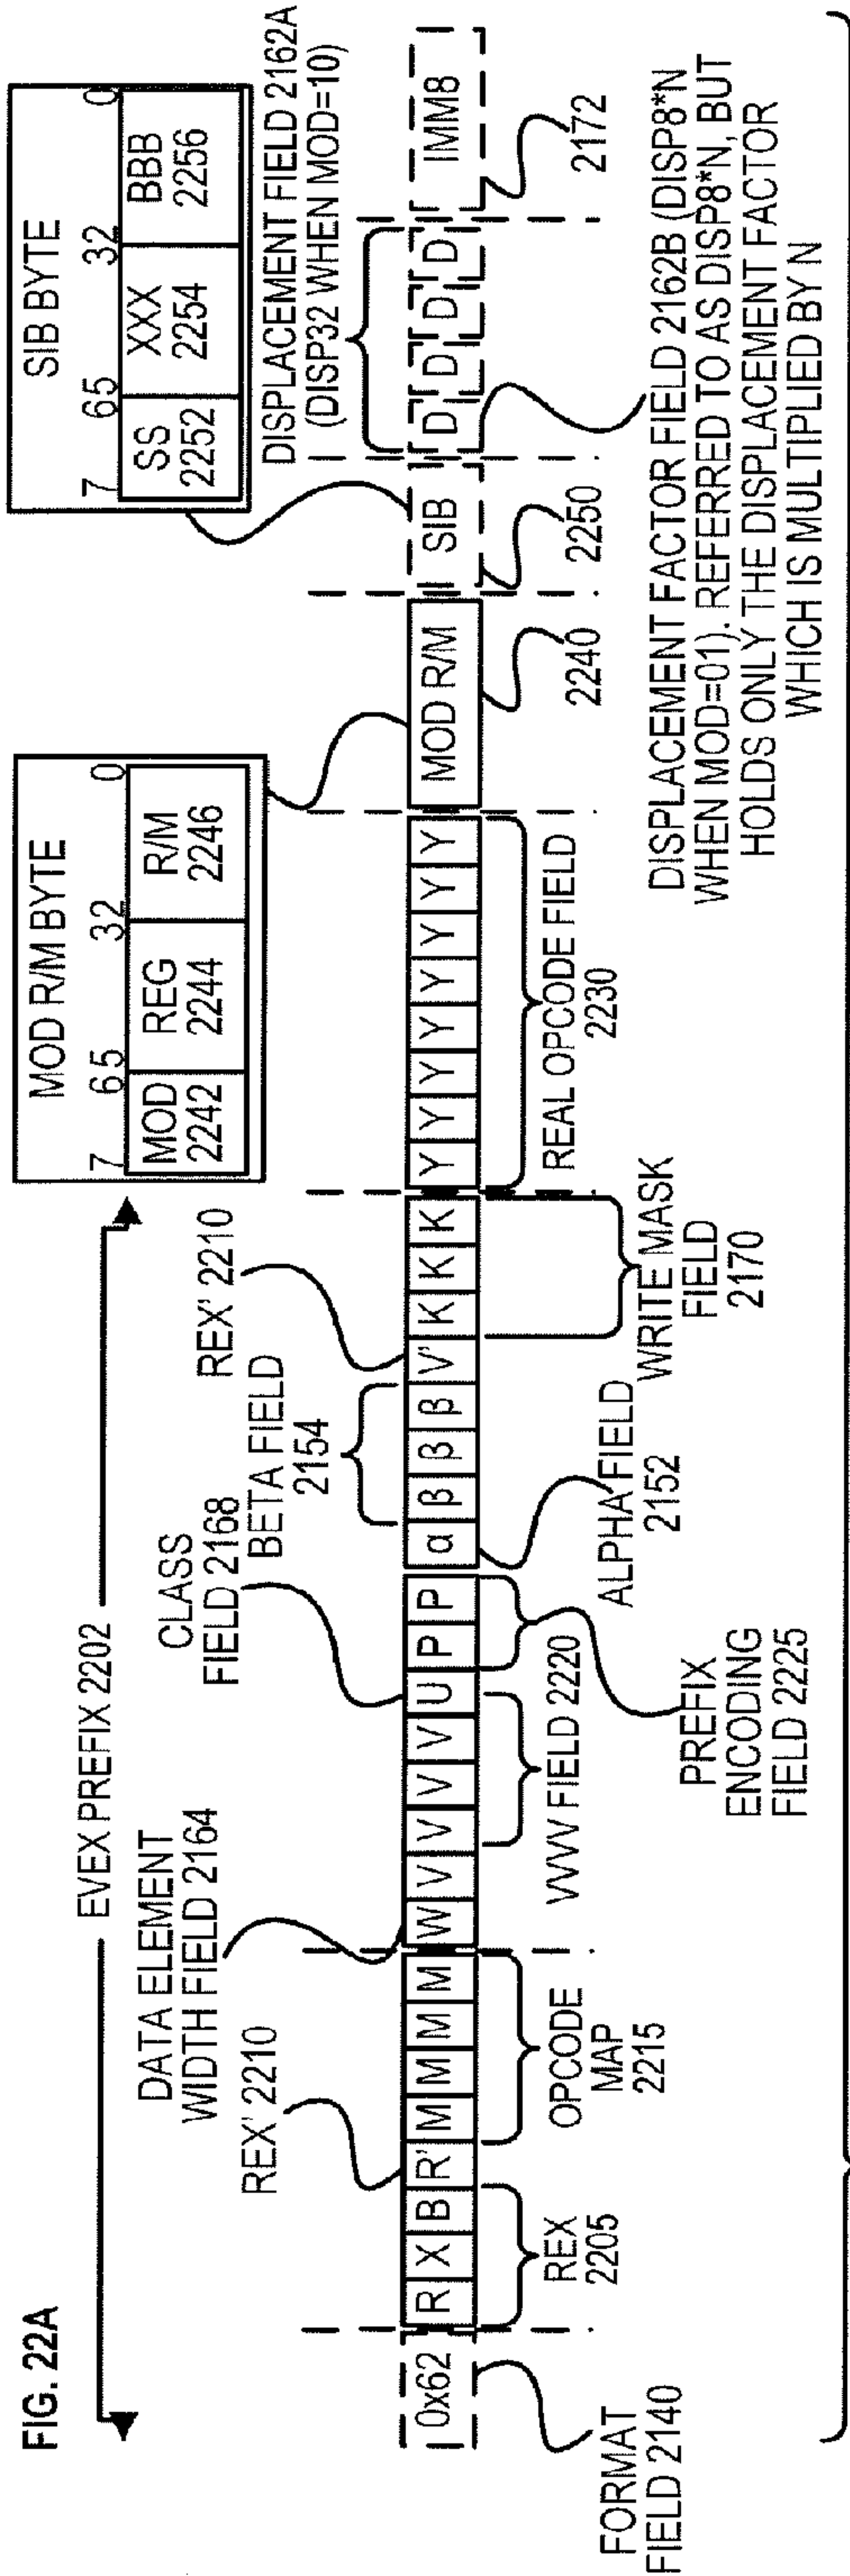 FIG. 22A
EVEX PREFIX 2202
MOD R/M BYTE
7 6 5 3 2 0
MOD
2242
REG
2244
R/M
2246
SIB BYTE
7 6 5 3 2 0
SS
2252
XXX
2254
BBB
2256
REX' 2210
DATA ELEMENT
WIDTH FIELD 2164
CLASS
FIELD 2168
BETA FIELD
2154
REX' 2210
DISPLACEMENT FIELD 2162A
(DISP32 WHEN MOD=10)
0x62 R X B R' M M M M W V V V V U P P α β β β V' K K K Y Y Y Y Y Y Y Y MOD R/M SIB D D D D IMM8
FORMAT
FIELD 2140
REX
2205
OPCODE
MAP
2215
VVVV FIELD 2220
PREFIX
ENCODING
FIELD 2225
ALPHA FIELD
2152
WRITE MASK
FIELD
2170
REAL OPCODE FIELD
2230
2240
2250
2172
DISPLACEMENT FACTOR FIELD 2162B (DISP8*N
WHEN MOD=01). REFERRED TO AS DISP8*N, BUT
HOLDS ONLY THE DISPLACEMENT FACTOR
WHICH IS MULTIPLIED BY N